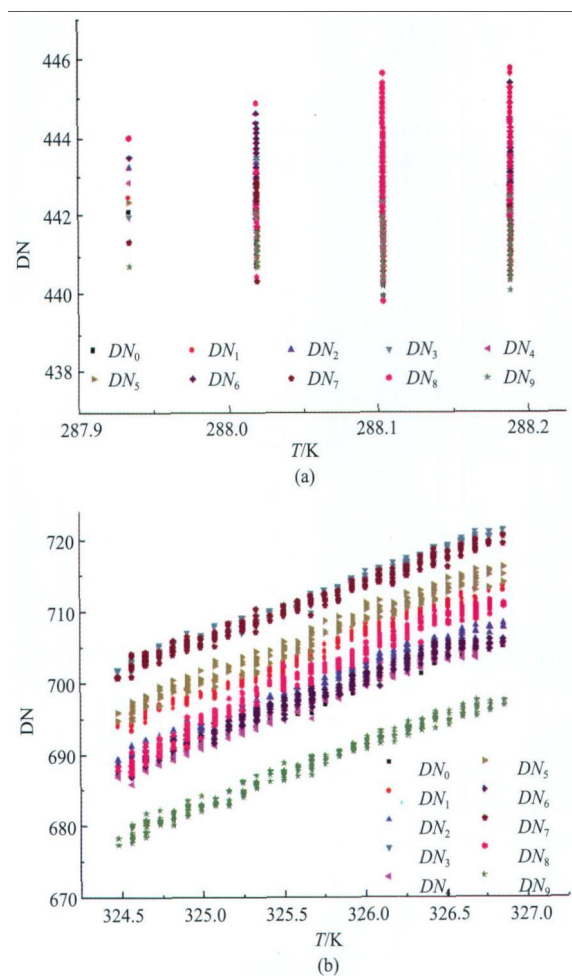 446
444
442
440
438
DN
DN₀ DN₁ DN₂ DN₃ DN₄
DN₅ DN₆ DN₇ DN₈ DN₉
287.9 288.0 288.1 288.2
T/K
(a)
720
710
700
690
680
670
DN
DN₀ DN₅
DN₁ DN₆
DN₂ DN₇
DN₃ DN₈
DN₄ DN₉
324.5 325.0 325.5 326.0 326.5 327.0
T/K
(b)